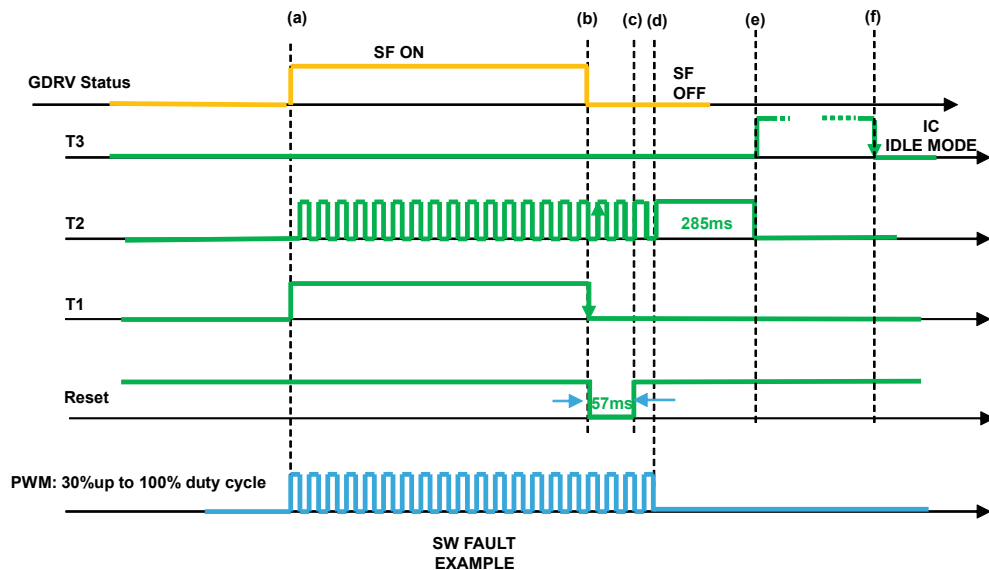 (a)
(b)
(c)
(d)
(e)
(f)
SF ON
GDRV Status
SF
OFF
T3
IC
IDLE MODE
T2
285ms
T1
Reset
57ms
PWM: 30%up to 100% duty cycle
SW FAULT
EXAMPLE